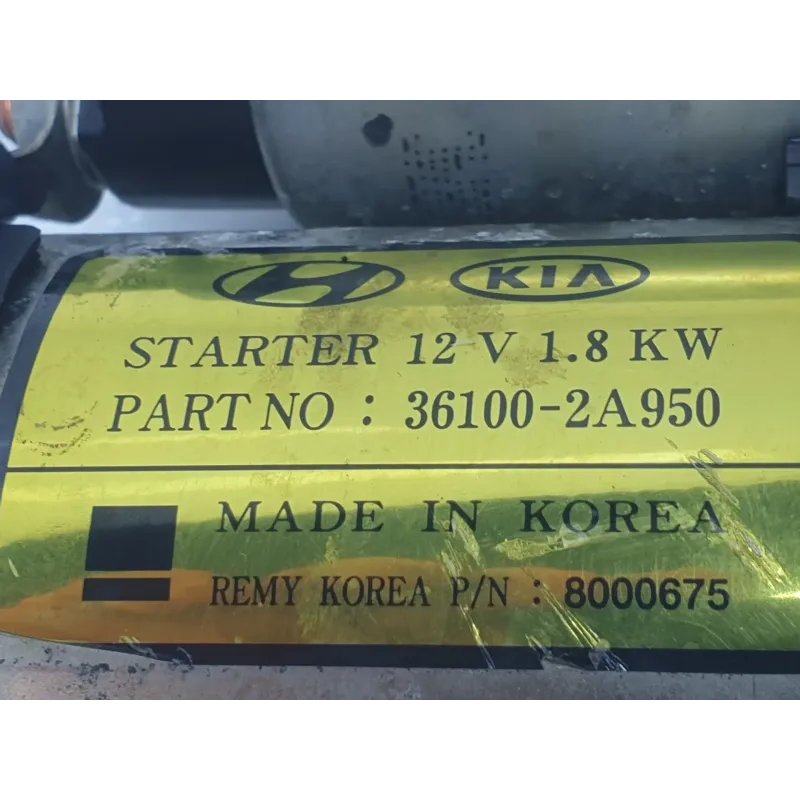 KIA
STARTER 12 V 1.8 KW
PART NO : 36100-2A950
MADE IN KOREA
REMY KOREA P/N : 8000675